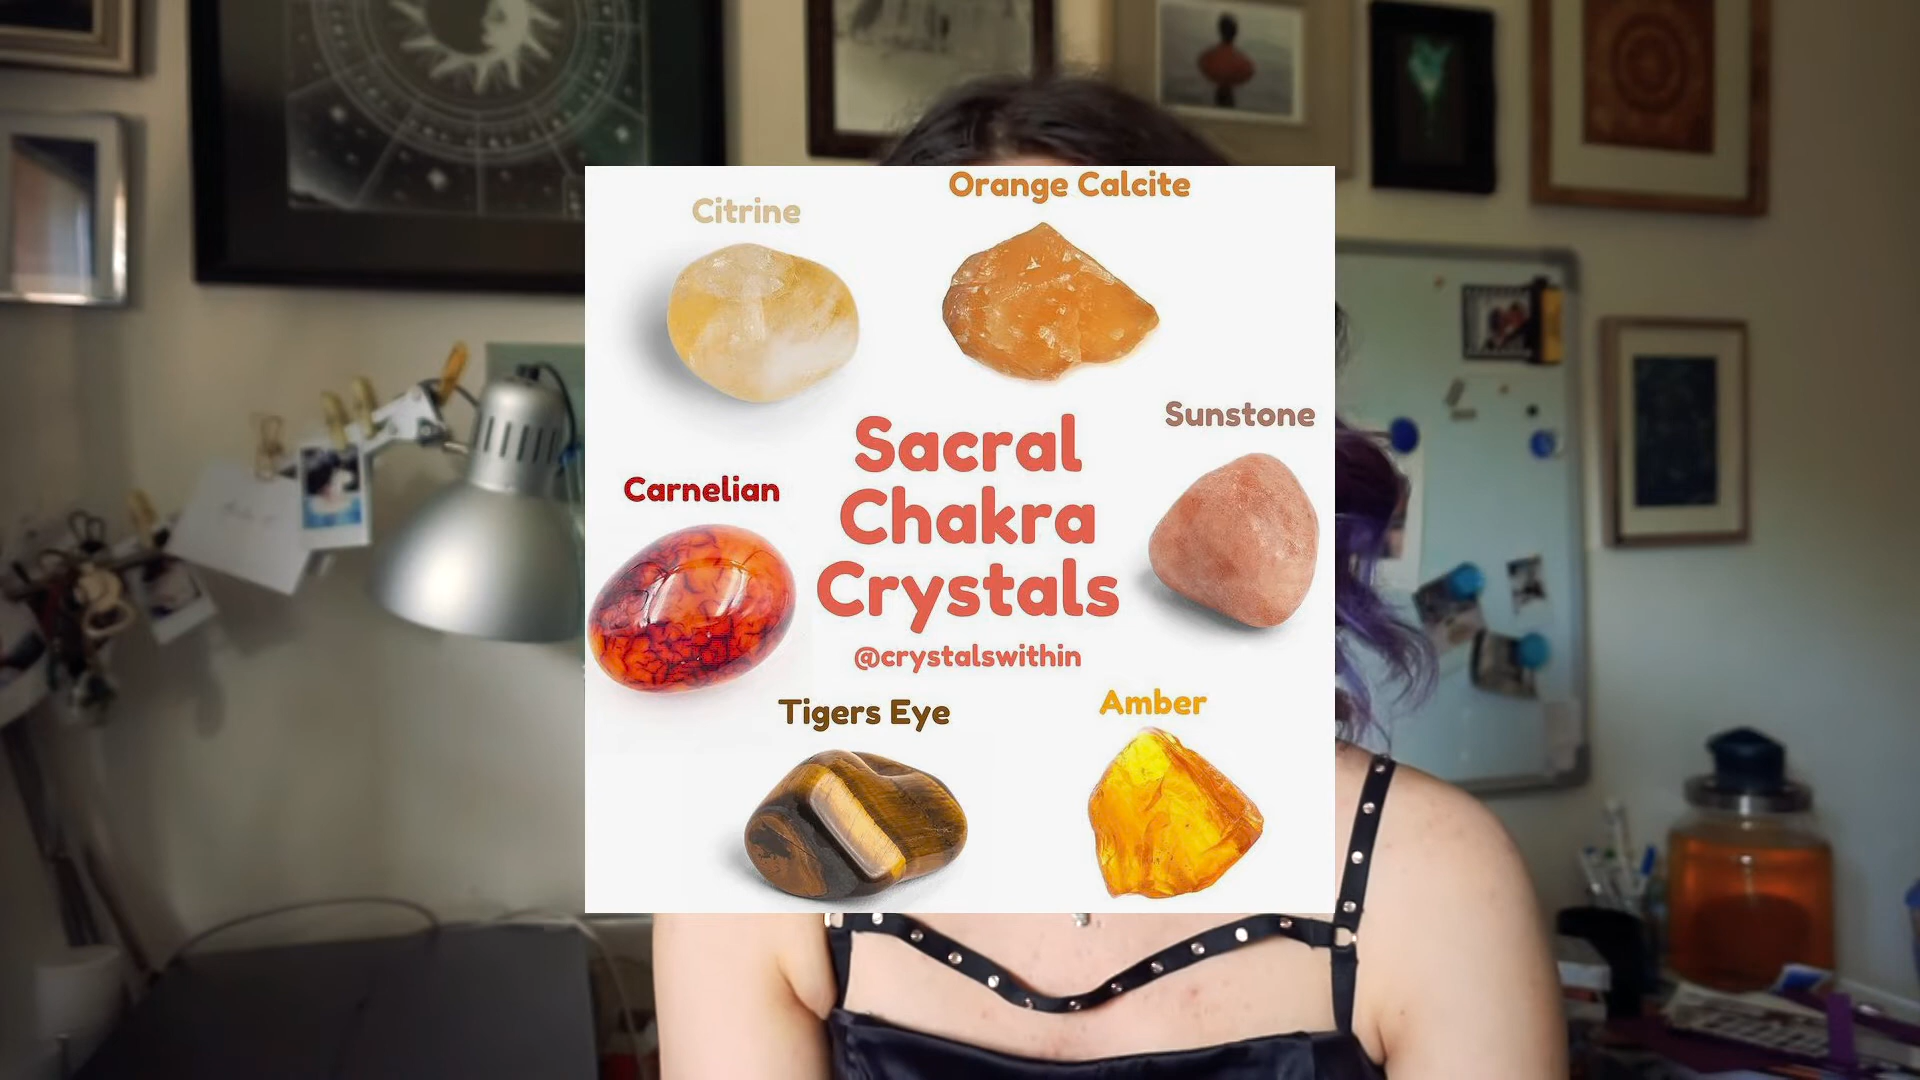 Orange Calcite
Citrine
Sunstone
Carnelian
Sacral
Chakra
Crystals
@crystalswithin
Tigers Eye
Amber